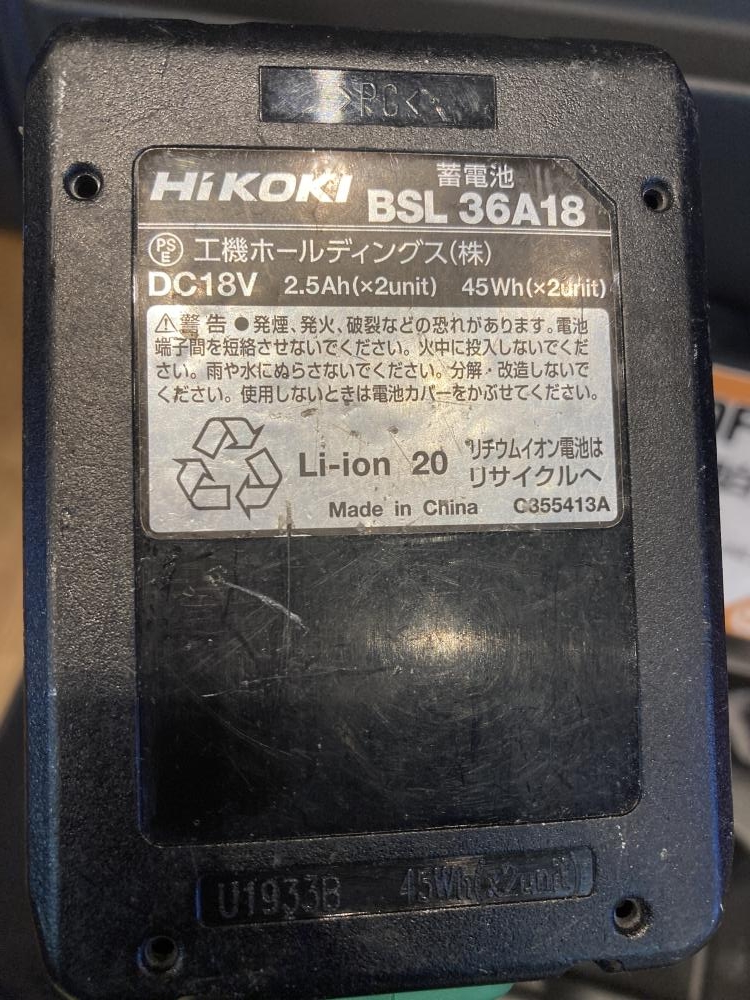 >PC<
HiKOKI
蓄電池
BSL 36A18
PS
E
工機ホールディングス(株)
DC18V 2.5Ah(×2unit) 45Wh(×2unit)
⚠警告 ●発煙、発火、破裂などの恐れがあります。電池
端子間を短絡させないでください。火中に投入しないでくだ
さい。雨や水にぬらさないでください。分解・改造しないで
ください。使用しないときは電池カバーをかぶせてください。
Li-ion 20
リチウムイオン電池は
リサイクルへ
Made in China C355413A
U1933B 45Wh(×2unit)